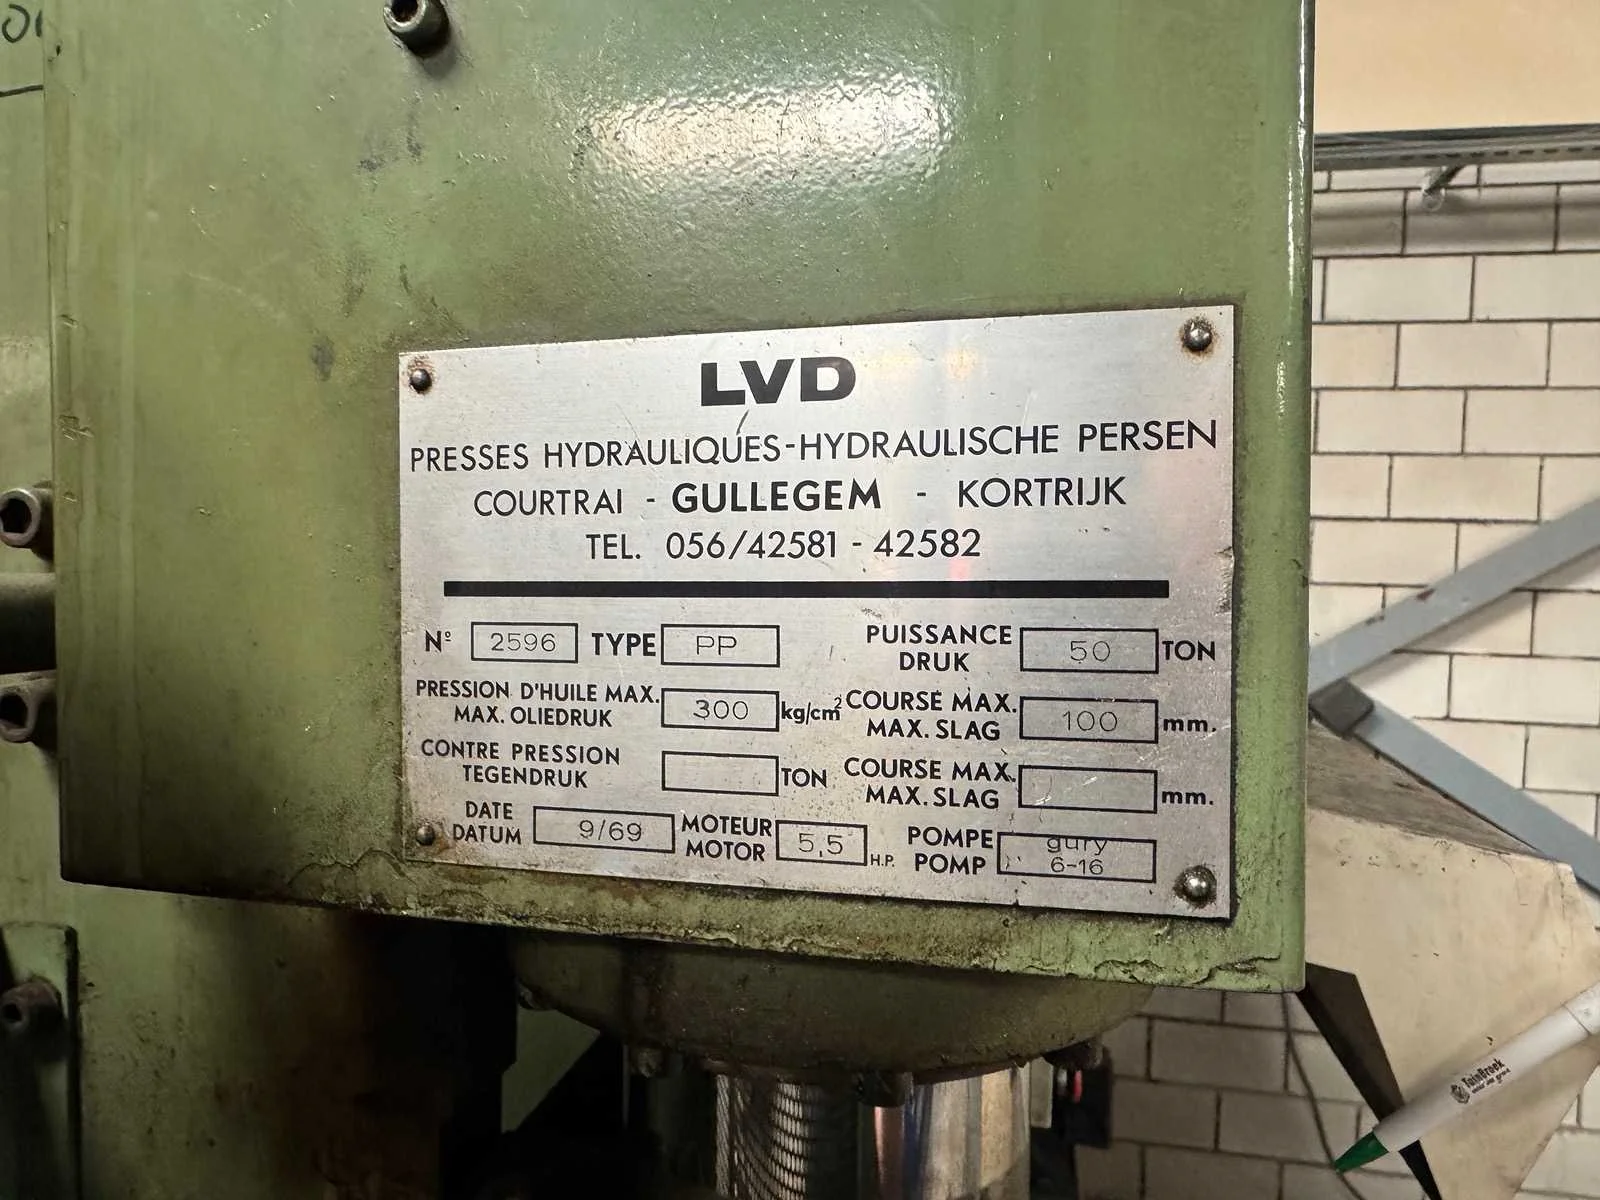 LVD
PRESSES HYDRAULIQUES-HYDRAULISCHE PERSEN
COURTRAI - GULLEGEM - KORTRIJK
TEL. 056/42581 - 42582
N° 2596 TYPE PP PUISSANCE DRUK 50 TON
PRESSION D'HUILE MAX. MAX. OLIEDRUK 300 kg/cm² COURSE MAX. MAX. SLAG 100 mm.
CONTRE PRESSION TEGENDRUK TON COURSE MAX. MAX. SLAG mm.
DATE DATUM 9/69 MOTEUR MOTOR 5,5 H.P. POMPE POMP gury 6-16
TuinBroek